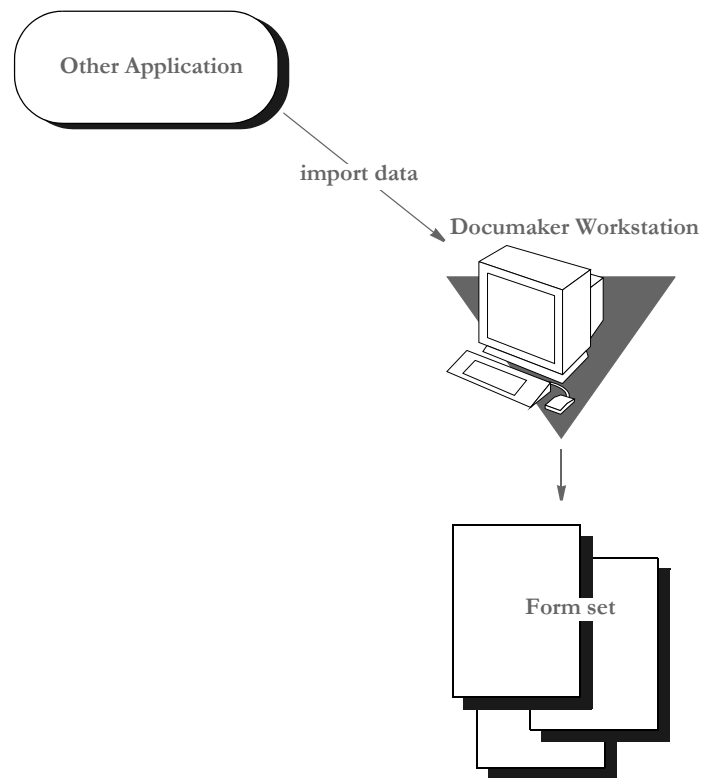 Other Application
import data
Documaker Workstation
Form set